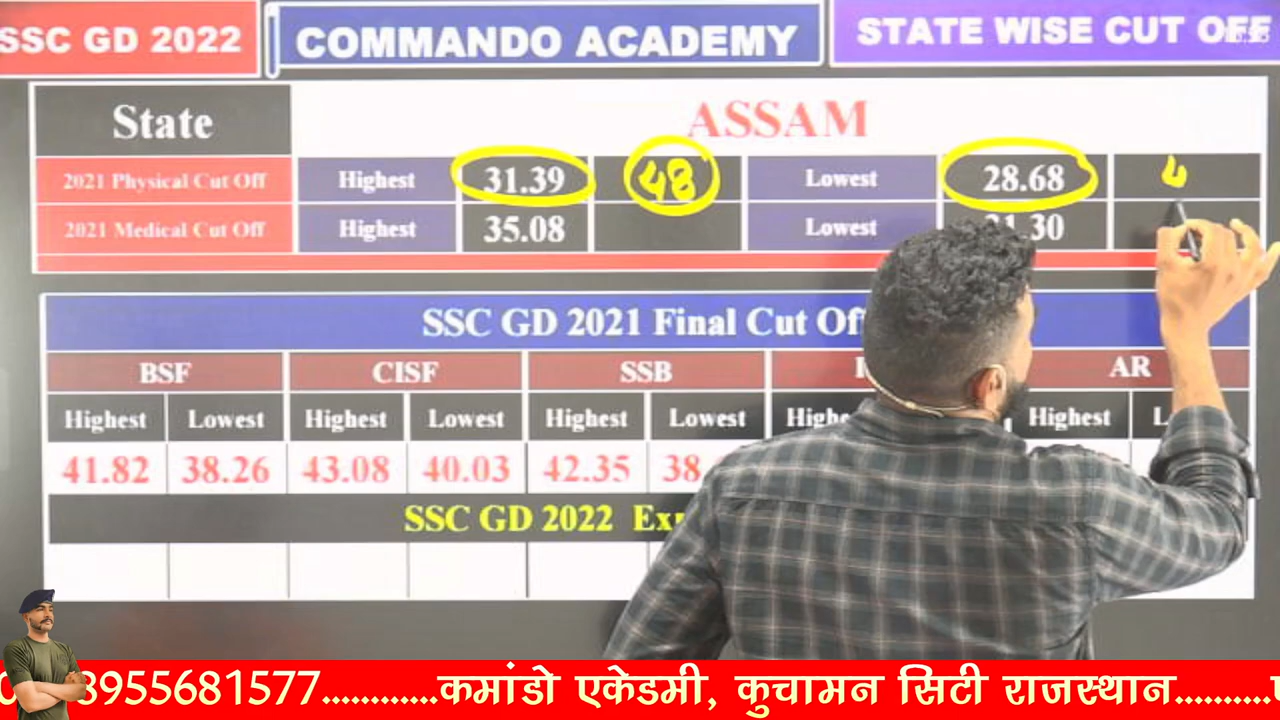 SSC GD 2022 COMMANDO ACADEMY STATE WISE CUT OFF
State ASSAM
2021 Physical Cut Off Highest 31.39 48 Lowest 28.68 4
2021 Medical Cut Off Highest 35.08 Lowest
SSC GD 2021 Final Cut
BSF CISF SSB AR
Highest Lowest Highest Lowest Highest Lowest Highest
41.82 38.26 43.08 40.03 42.35 38
SSC GD 2022
8955681577............कमांडो एकेडमी, कुचामन सिटी राजस्थान..........